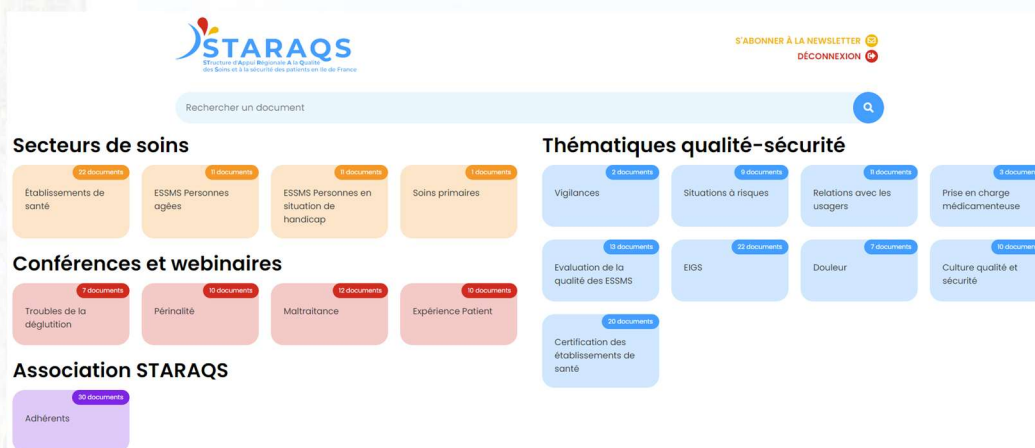 STARAQS
STructure d'Appui Régionale A la Qualité
des Soins et à la sécurité des patients en Ile de France
S'ABONNER À LA NEWSLETTER
DÉCONNEXION
Rechercher un document
Secteurs de soins
22 documents
Établissements de
santé
11 documents
ESSMS Personnes
agées
11 documents
ESSMS Personnes en
situation de
handicap
1 documents
Soins primaires
Conférences et webinaires
7 documents
Troubles de la
déglutition
10 documents
Périnalité
12 documents
Maltraitance
10 documents
Expérience Patient
Association STARAQS
30 documents
Adhérents
Thématiques qualité-sécurité
2 documents
Vigilances
9 documents
Situations à risques
11 documents
Relations avec les
usagers
3 documen
Prise en charge
médicamenteuse
13 documents
Evaluation de la
qualité des ESSMS
22 documents
EIGS
7 documents
Douleur
10 documen
Culture qualité et
sécurité
20 documents
Certification des
établissements de
santé